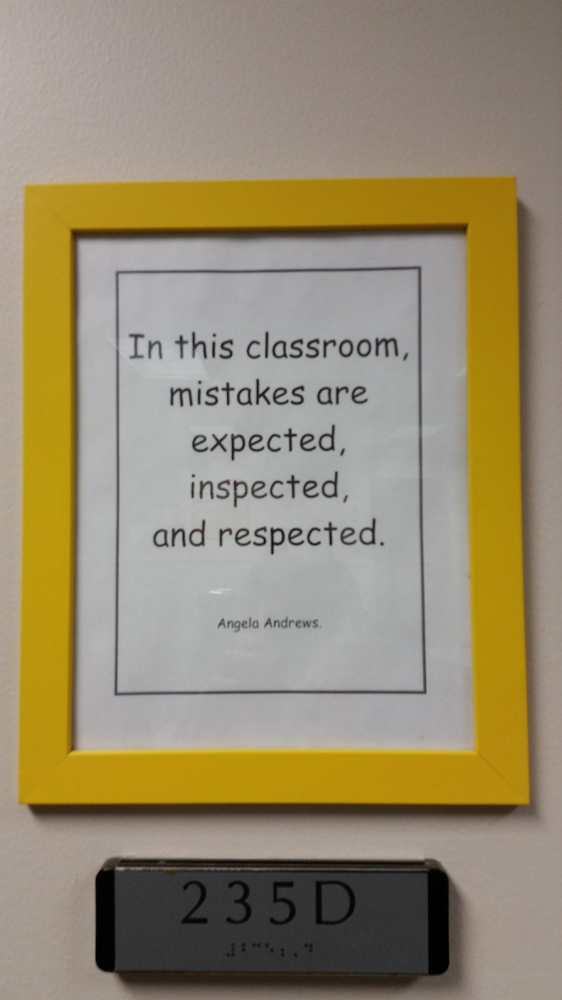 In this classroom,
mistakes are
expected,
inspected,
and respected.
Angela Andrews.
235D